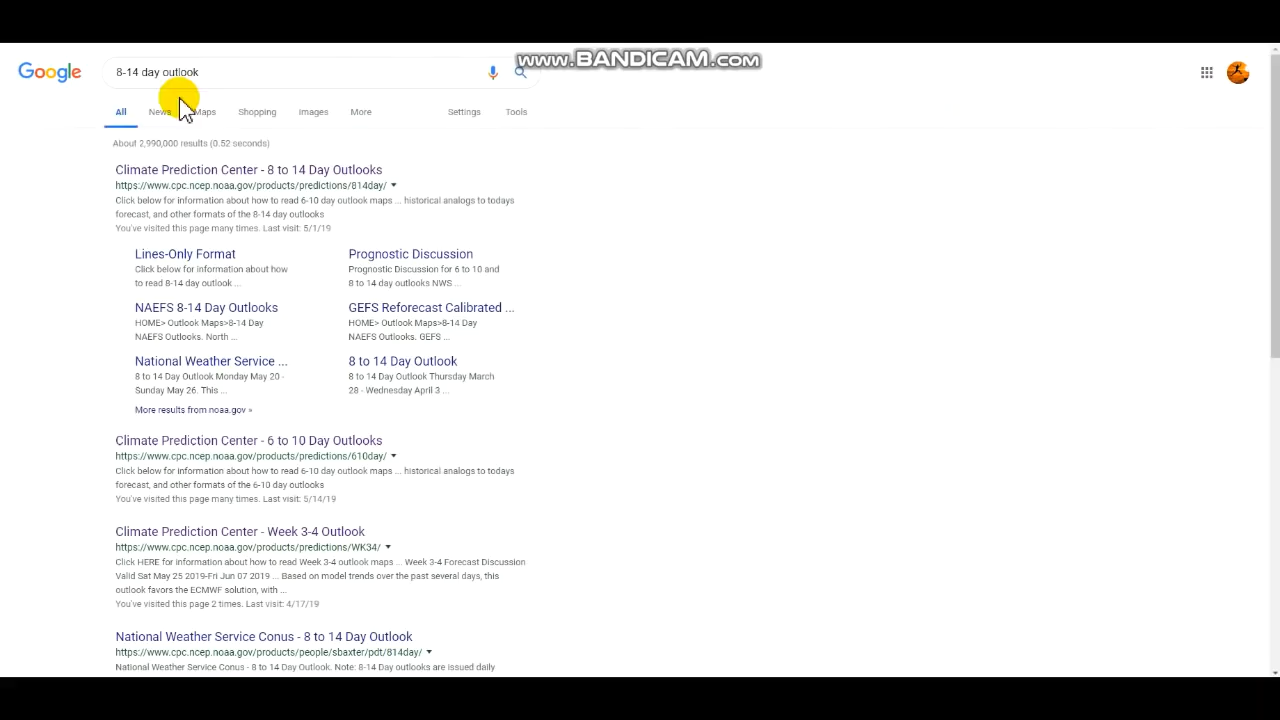 www.BANDICAM.com
Google
8-14 day outlook
All News Maps Shopping Images More Settings Tools
About 2,990,000 results (0.52 seconds)
Climate Prediction Center - 8 to 14 Day Outlooks
https://www.cpc.ncep.noaa.gov/products/predictions/814day/
Click below for information about how to read 6-10 day outlook maps ... historical analogs to todays
forecast, and other formats of the 8-14 day outlooks
You've visited this page many times. Last visit: 5/1/19
Lines-Only Format
Click below for information about how
to read 8-14 day outlook ...
Prognostic Discussion
Prognostic Discussion for 6 to 10 and
8 to 14 day outlooks NWS ...
NAEFS 8-14 Day Outlooks
HOME> Outlook Maps>8-14 Day
NAEFS Outlooks. North ...
GEFS Reforecast Calibrated ...
HOME> Outlook Maps>8-14 Day
NAEFS Outlooks. GEFS ...
National Weather Service ...
8 to 14 Day Outlook Monday May 20 -
Sunday May 26. This ...
8 to 14 Day Outlook
8 to 14 Day Outlook Thursday March
28 - Wednesday April 3 ...
More results from noaa.gov »
Climate Prediction Center - 6 to 10 Day Outlooks
https://www.cpc.ncep.noaa.gov/products/predictions/610day/
Click below for information about how to read 6-10 day outlook maps ... historical analogs to todays
forecast, and other formats of the 6-10 day outlooks
You've visited this page many times. Last visit: 5/14/19
Climate Prediction Center - Week 3-4 Outlook
https://www.cpc.ncep.noaa.gov/products/predictions/WK34/
Click HERE for information about how to read Week 3-4 outlook maps ... Week 3-4 Forecast Discussion
Valid Sat May 25 2019-Fri Jun 07 2019 ... Based on model trends over the past several days, this
outlook favors the ECMWF solution, with ...
You've visited this page 2 times. Last visit: 4/17/19
National Weather Service Conus - 8 to 14 Day Outlook
https://www.cpc.ncep.noaa.gov/products/people/sbaxter/pdt/814day/
National Weather Service Conus - 8 to 14 Day Outlook. Note: 8-14 Day outlooks are issued daily